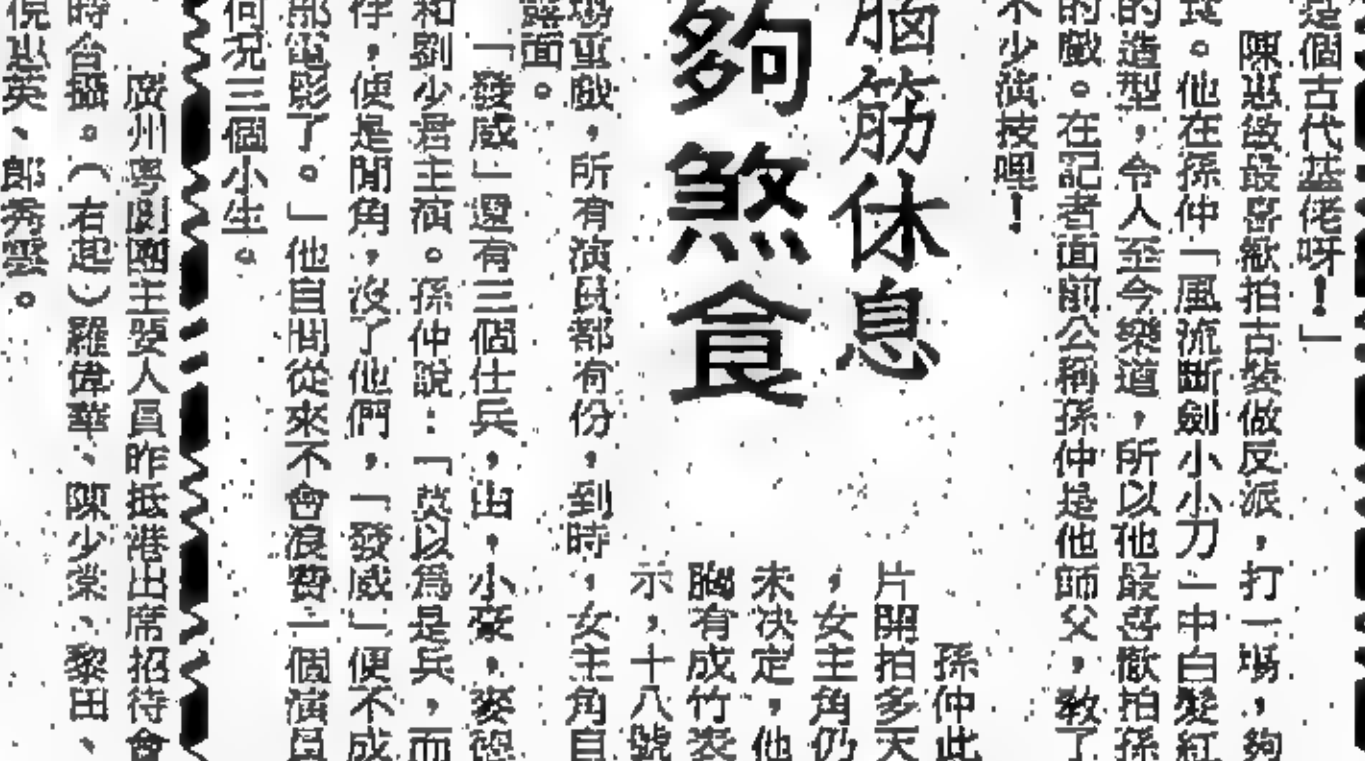 是個古代基佬呀！」
陳惠敏最喜歡拍古裝做反派，打一場，夠
。他在孫仲「風流斷劍小小刀」中白髮紅
的造型，令人至今樂道，所以他最喜歡拍孫
的戲。在記者面前公稱孫仲是他師父，教了
不少演技哩！
腦筋休息
夠煞食
孫仲此
片開拍多天
，女主角仍
未決定，他
胸有成竹表
示，十八號
場重戲，所有演員都有份，到時，女主角自
露面。
「發威」還有三個仕兵，由，小豪，麥德
和劉少君主演。孫仲說：「莫以為是兵，而
仔，便是閒角，沒了他們，「發威」便不成
部電影了。」他自問從來不會浪費一個演員
何况三個小生。
廣州粵劇團主要人員昨抵港出席招待會
時合攝。（右起）羅偉華、陳少棠、黎田、
倪惠英、郎秀雲。